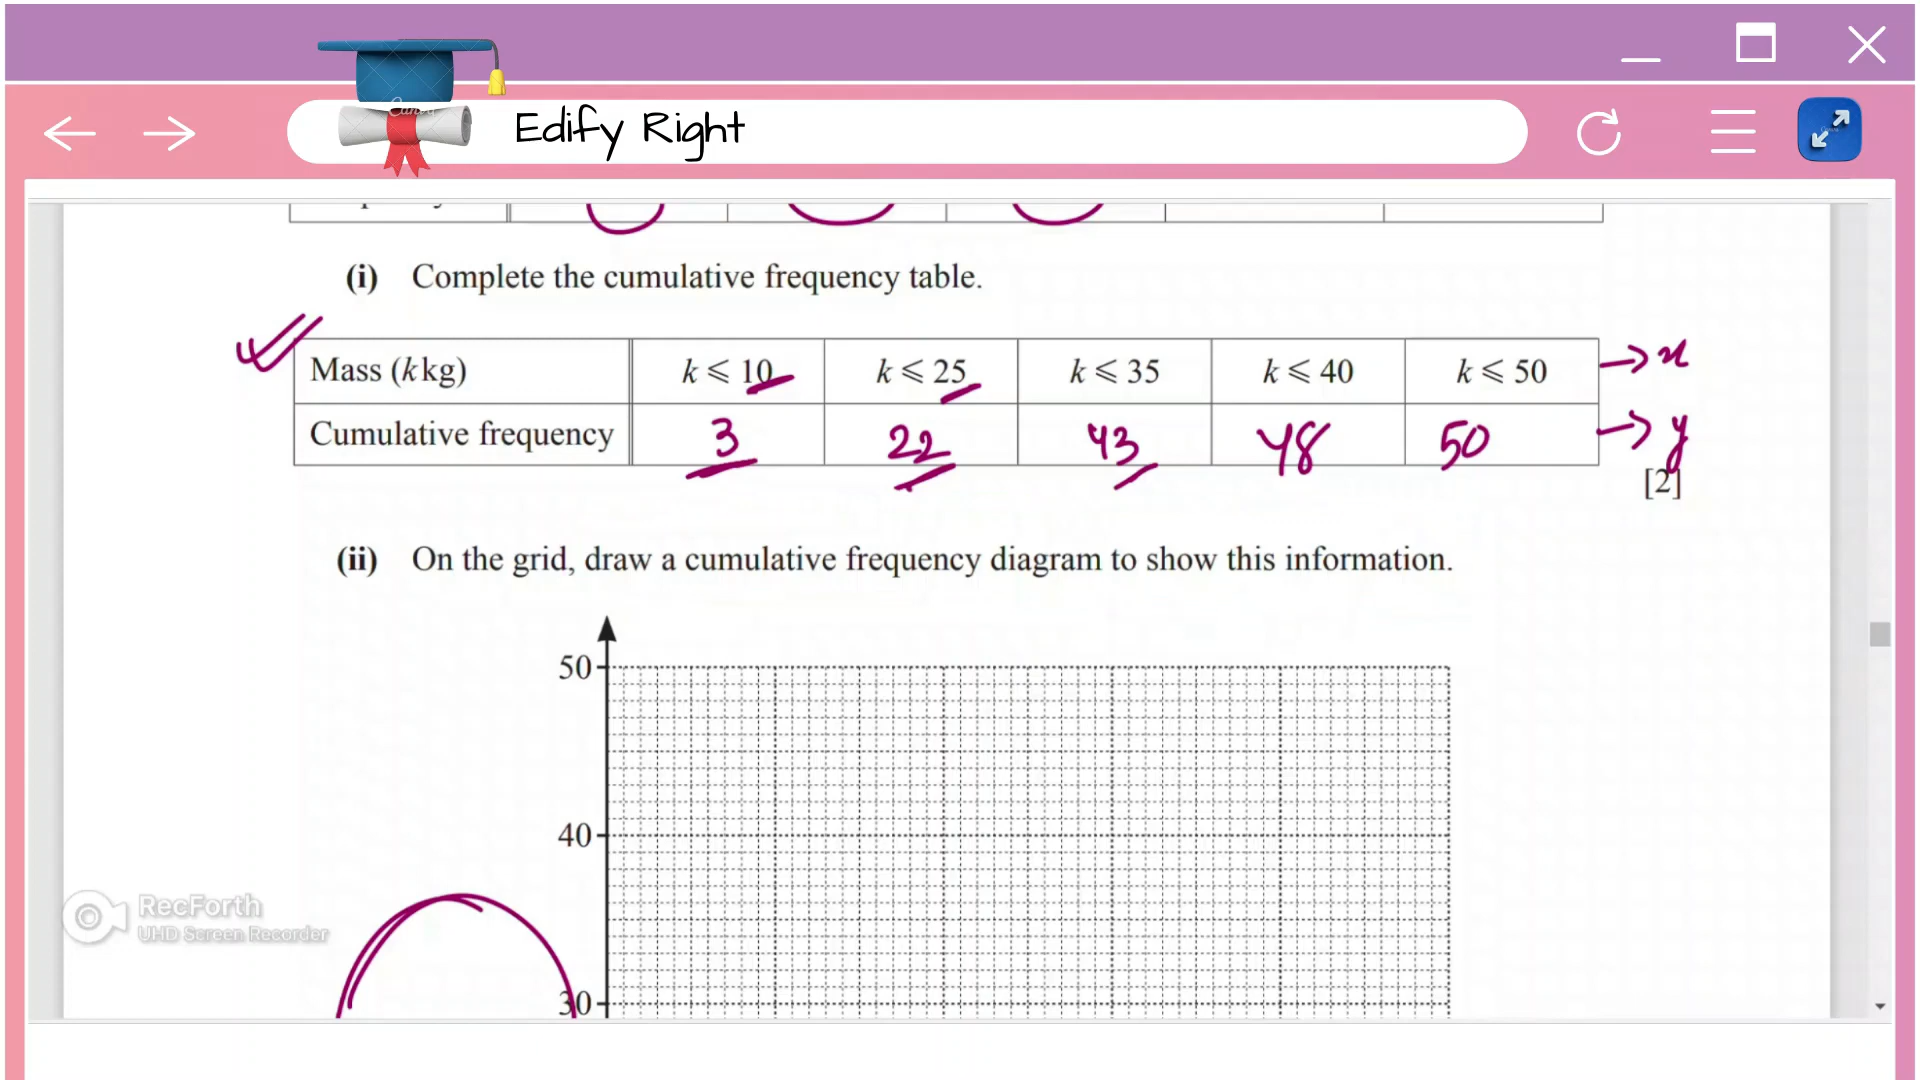 Canva
Edify Right
(i) Complete the cumulative frequency table.
Mass (k kg) k ⩽ 10 k ⩽ 25 k ⩽ 35 k ⩽ 40 k ⩽ 50 → x
Cumulative frequency 3 22 43 48 50 → y
[2]
(ii) On the grid, draw a cumulative frequency diagram to show this information.
50
40
30
RecForth
UHD Screen Recorder